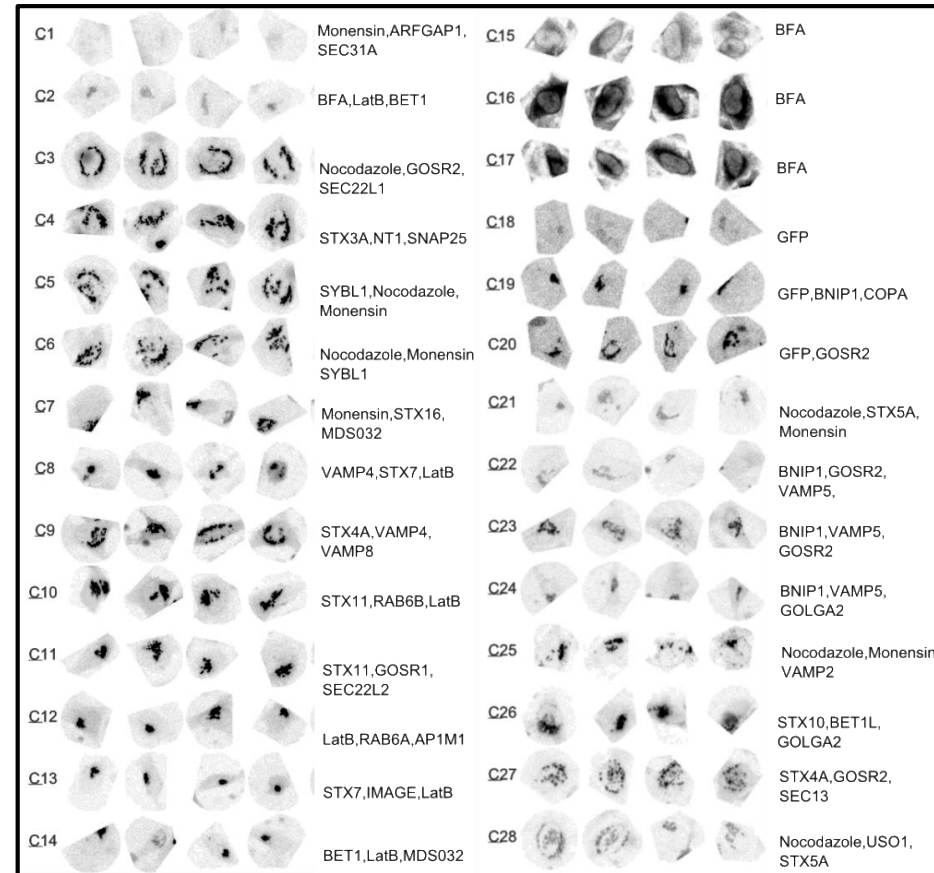 C1
Monensin,ARFGAP1,
SEC31A
C2
BFA,LatB,BET1
C3
Nocodazole,GOSR2,
SEC22L1
C4
STX3A,NT1,SNAP25
C5
SYBL1,Nocodazole,
Monensin
C6
Nocodazole,Monensin
SYBL1
C7
Monensin,STX16,
MDS032
C8
VAMP4,STX7,LatB
C9
STX4A,VAMP4,
VAMP8
C10
STX11,RAB6B,LatB
C11
STX11,GOSR1,
SEC22L2
C12
LatB,RAB6A,AP1M1
C13
STX7,IMAGE,LatB
C14
BET1,LatB,MDS032
C15
BFA
C16
BFA
C17
BFA
C18
GFP
C19
GFP,BNIP1,COPA
C20
GFP,GOSR2
C21
Nocodazole,STX5A,
Monensin
C22
BNIP1,GOSR2,
VAMP5,
C23
BNIP1,VAMP5,
GOSR2
C24
BNIP1,VAMP5,
GOLGA2
C25
Nocodazole,Monensin
VAMP2
C26
STX10,BET1L,
GOLGA2
C27
STX4A,GOSR2,
SEC13
C28
Nocodazole,USO1,
STX5A